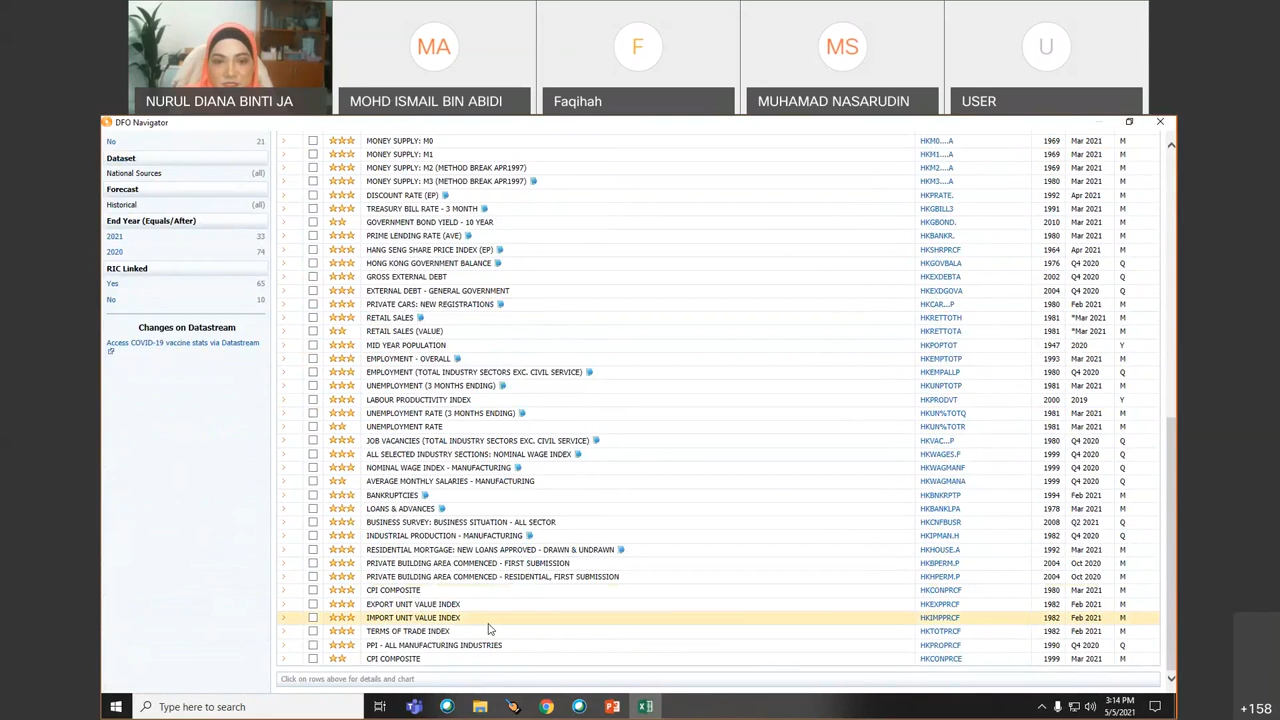 MA
F
MS
U
NURUL DIANA BINTI JA
MOHD ISMAIL BIN ABIDI
Faqihah
MUHAMAD NASARUDIN
USER
DFO Navigator
No 21
Dataset
National Sources (all)
Forecast
Historical (all)
End Year (Equals/After)
2021 33
2020 74
RIC Linked
Yes 65
No 10
Changes on Datastream
Access COVID-19 vaccine stats via Datastream
MONEY SUPPLY: M0 HKM0....A 1969 Mar 2021 M
MONEY SUPPLY: M1 HKM1....A 1969 Mar 2021 M
MONEY SUPPLY: M2 (METHOD BREAK APR1997) HKM2....A 1969 Mar 2021 M
MONEY SUPPLY: M3 (METHOD BREAK APR1997) HKM3....A 1980 Mar 2021 M
DISCOUNT RATE (EP) HKPRATE. 1992 Apr 2021 M
TREASURY BILL RATE - 3 MONTH HKGBILL3 1991 Mar 2021 M
GOVERNMENT BOND YIELD - 10 YEAR HKGBOND. 2010 Mar 2021 M
PRIME LENDING RATE (AVE) HKBANKR. 1980 Mar 2021 M
HANG SENG SHARE PRICE INDEX (EP) HKSHRPRCF 1964 Apr 2021 M
HONG KONG GOVERNMENT BALANCE HKGOVBALA 1976 Q4 2020 Q
GROSS EXTERNAL DEBT HKEXDEBTA 2002 Q4 2020 Q
EXTERNAL DEBT - GENERAL GOVERNMENT HKEXDGOVA 2004 Q4 2020 Q
PRIVATE CARS: NEW REGISTRATIONS HKCAR...P 1980 Feb 2021 M
RETAIL SALES HKRETTOTH 1981 *Mar 2021 M
RETAIL SALES (VALUE) HKRETTOTA 1981 *Mar 2021 M
MID YEAR POPULATION HKPOPTOT 1947 2020 Y
EMPLOYMENT - OVERALL HKEMPTOTP 1993 Mar 2021 M
EMPLOYMENT (TOTAL INDUSTRY SECTORS EXC. CIVIL SERVICE) HKEMPALLP 1980 Q4 2020 Q
UNEMPLOYMENT (3 MONTHS ENDING) HKUNPTOTP 1981 Mar 2021 M
LABOUR PRODUCTIVITY INDEX HKPRODVT 2000 2019 Y
UNEMPLOYMENT RATE (3 MONTHS ENDING) HKUN%TOTQ 1981 Mar 2021 M
UNEMPLOYMENT RATE HKUN%TOTR 1981 Mar 2021 M
JOB VACANCIES (TOTAL INDUSTRY SECTORS EXC. CIVIL SERVICE) HKVAC...P 1980 Q4 2020 Q
ALL SELECTED INDUSTRY SECTIONS: NOMINAL WAGE INDEX HKWAGES.F 1999 Q4 2020 Q
NOMINAL WAGE INDEX - MANUFACTURING HKWAGMANF 1999 Q4 2020 Q
AVERAGE MONTHLY SALARIES - MANUFACTURING HKWAGMANA 1999 Q4 2020 Q
BANKRUPTCIES HKBNKRPTP 1994 Feb 2021 M
LOANS & ADVANCES HKBANKLPA 1978 Mar 2021 M
BUSINESS SURVEY: BUSINESS SITUATION - ALL SECTOR HKCNFBUSR 2008 Q2 2021 Q
INDUSTRIAL PRODUCTION - MANUFACTURING HKIPMAN.H 1982 Q4 2020 Q
RESIDENTIAL MORTGAGE: NEW LOANS APPROVED - DRAWN & UNDRAWN HKHOUSE.A 1992 Mar 2021 M
PRIVATE BUILDING AREA COMMENCED - FIRST SUBMISSION HKBPERM.P 2004 Oct 2020 M
PRIVATE BUILDING AREA COMMENCED - RESIDENTIAL, FIRST SUBMISSION HKHPERM.P 2004 Oct 2020 M
CPI COMPOSITE HKCONPRCF 1980 Mar 2021 M
EXPORT UNIT VALUE INDEX HKEXPPRCF 1982 Feb 2021 M
IMPORT UNIT VALUE INDEX HKIMPPRCF 1982 Feb 2021 M
TERMS OF TRADE INDEX HKTOTPRCF 1982 Feb 2021 M
PPI - ALL MANUFACTURING INDUSTRIES HKPROPRCF 1990 Q4 2020 Q
CPI COMPOSITE HKCONPRCE 1999 Mar 2021 M
Click on rows above for details and chart
Type here to search
3:14 PM
5/5/2021
+158